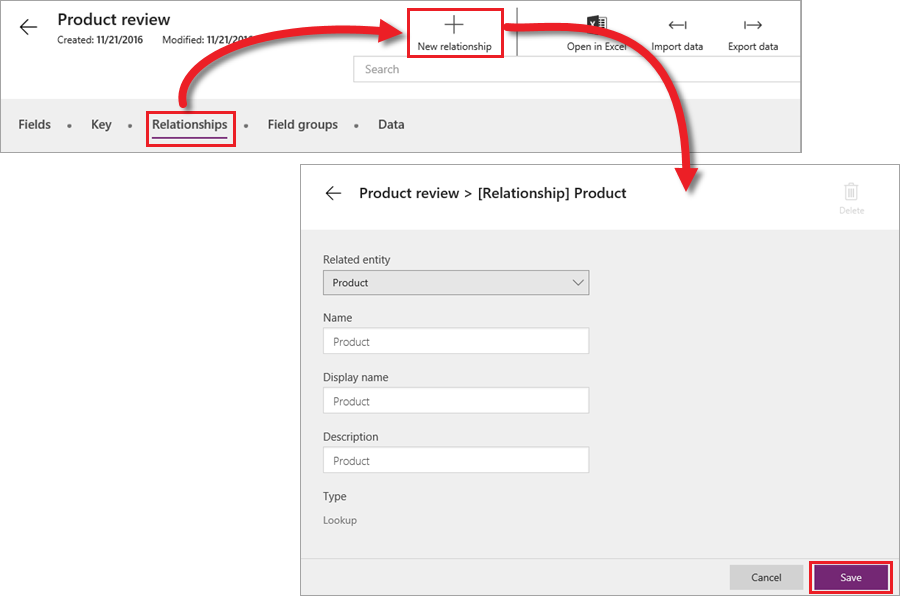 Product review
Created: 11/21/2016 Modified: 11/21/201
New relationship
Open in Excel
Import data
Export data
Search
Fields • Key • Relationships • Field groups • Data
Product review > [Relationship] Product
Delete
Related entity
Product
Name
Product
Display name
Product
Description
Product
Type
Lookup
Cancel
Save